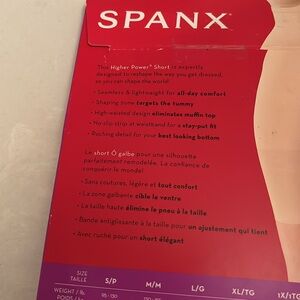 SPANX
The Higher Power® Short is expertly
designed to reshape the way you get dressed,
so you can shape the world!
• Seamless & lightweight for all-day comfort
• Shaping zone targets the tummy
• High-waisted design eliminates muffin top
• No-slip strip at waistband for a stay-put fit
• Ruching detail for your best looking bottom
Le short Ô galbe pour une silhouette
parfaitement remodelée. La confiance de
conquérir le monde!
• Sans coutures, légère et tout confort
• La zone galbante cible le ventre
• La taille haute élimine le pneu à la taille
• Bande antiglissante à la taille pour un ajustement qui tient
• Avec ruché pour un short élégant
SIZE
TAILLE
S/P
M/M
L/G
XL/TG
WEIGHT / lb.